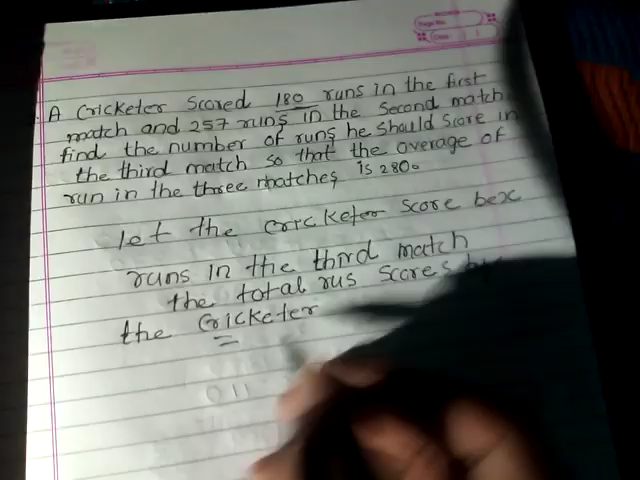 A Cricketer Scored 180 runs in the first
match and 257 runs in the Second match
find the number of runs he should Score in
the third match so that the average of
run in the three matches is 280.
let the cricketer score be x
runs in the third match
the total rus Scores by
the Cricketer
=